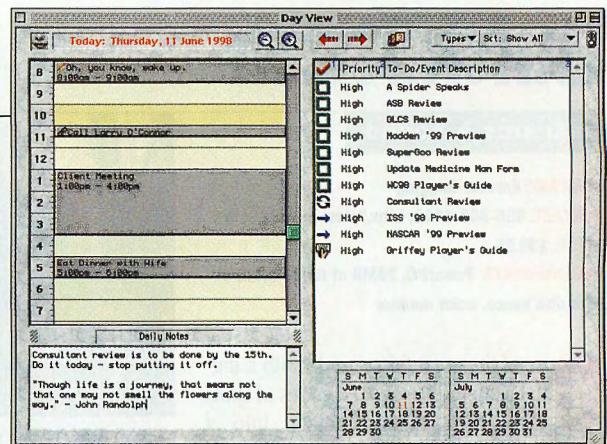 Day View
Today: Thursday, 11 June 1998
Types Set: Show All
8 Oh, you know, wake up.
8:00am - 9:00am
9
10
11 Call Larry O'Connor
12
1 Client Meeting
1:00pm - 4:00pm
2
3
4
5 Eat Dinner with Wife
5:00pm - 6:00pm
6
7
Daily Notes
Consultant review is to be done by the 15th.
Do it today - stop putting it off.
"Though life is a journey, that means not
that one may not smell the flowers along the
way." - John Randolph
Priority To-Do/Event Description
High A Spider Speaks
High ASB Review
High OLCS Review
High Madden '99 Preview
High SuperGoo Review
High Update Medicine Man Form
High WC98 Player's Guide
High Consultant Review
High ISS '98 Preview
High NASCAR '99 Preview
High Griffey Player's Guide
S M T W T F S
June
1 2 3 4 5 6
7 8 9 10 11 12 13
14 15 16 17 18 19 20
21 22 23 24 25 26 27
28 29 30
S M T W T F S
July
1 2 3 4
5 6 7 8 9 10 11
12 13 14 15 16 17 18
19 20 21 22 23 24 25
26 27 28 29 30 31